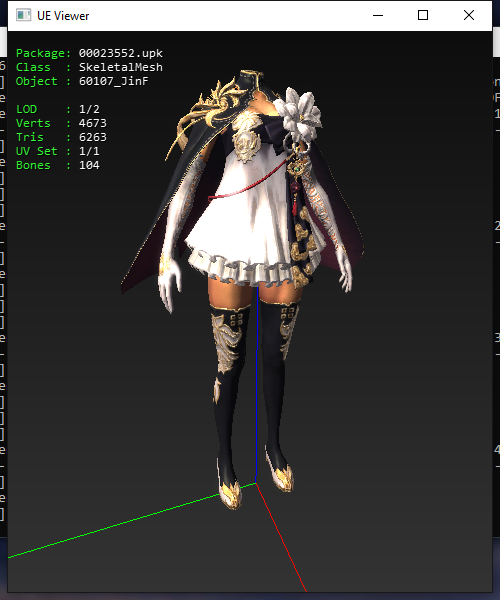 UE Viewer
Package: 00023552.upk
Class : SkeletalMesh
Object : 60107_JinF
LOD : 1/2
Verts : 4673
Tris : 6263
UV Set : 1/1
Bones : 104